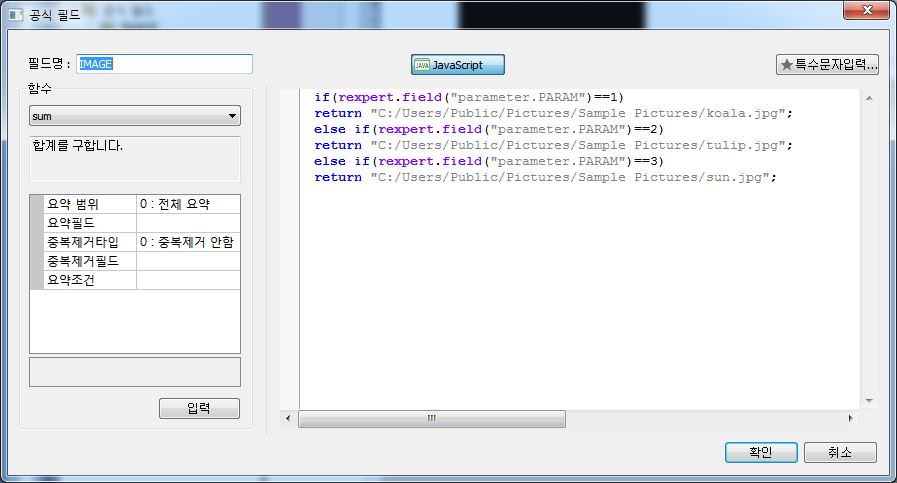 공식 필드
필드명 : IMAGE
JavaScript
특수문자입력...
함수
sum
합계를 구합니다.
요약 범위 0 : 전체 요약
요약필드
중복제거타입 0 : 중복제거 안함
중복제거필드
요약조건
입력
if(rexpert.field("parameter.PARAM")==1)
return "C:/Users/Public/Pictures/Sample Pictures/koala.jpg";
else if(rexpert.field("parameter.PARAM")==2)
return "C:/Users/Public/Pictures/Sample Pictures/tulip.jpg";
else if(rexpert.field("parameter.PARAM")==3)
return "C:/Users/Public/Pictures/Sample Pictures/sun.jpg";
확인
취소